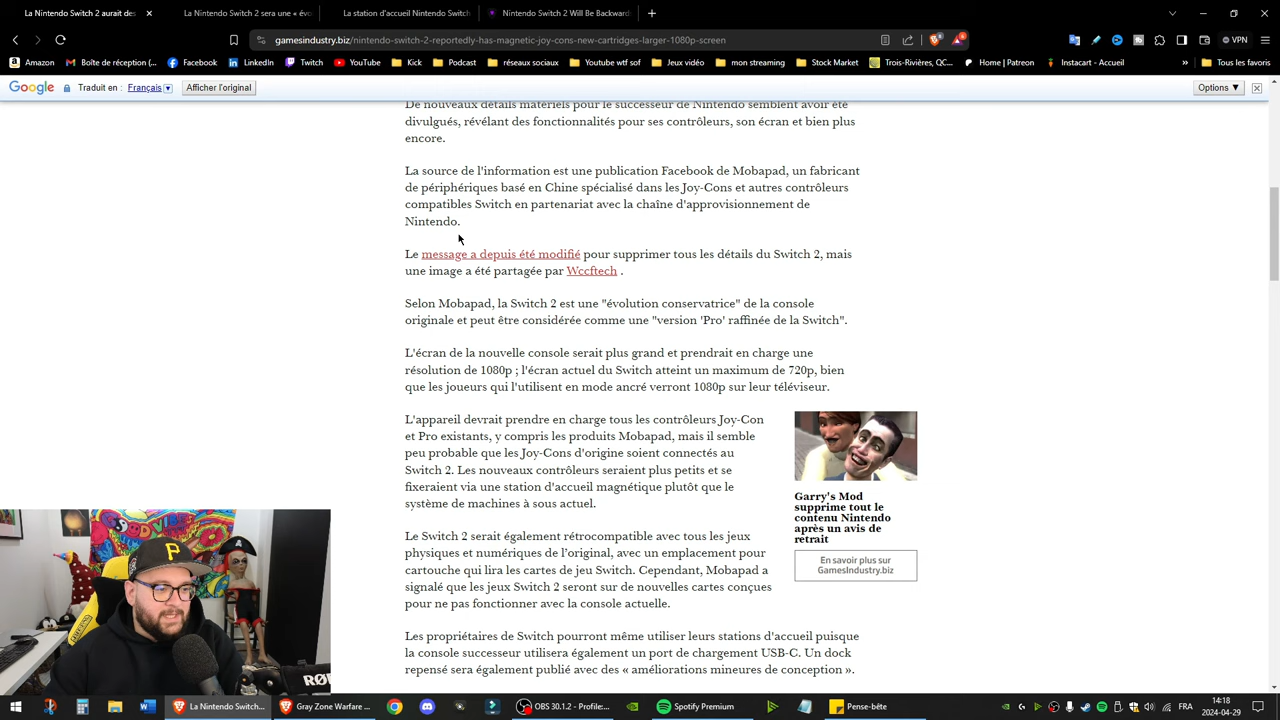 La Nintendo Switch 2 aurait des
La Nintendo Switch 2 sera une « évo
La station d'accueil Nintendo Switch
Nintendo Switch 2 Will Be Backward
gamesindustry.biz/nintendo-switch-2-reportedly-has-magnetic-joy-cons-new-cartridges-larger-1080p-screen
VPN
Amazon
Boîte de réception (...
Facebook
LinkedIn
Twitch
YouTube
Kick
Podcast
réseaux sociaux
Youtube wtf sof
Jeux vidéo
mon streaming
Stock Market
Trois-Rivières, QC...
Home | Patreon
Instacart - Accueil
Tous les favoris
Google
Traduit en : Français
Afficher l'original
Options ▼
De nouveaux détails matériels pour le successeur de Nintendo semblent avoir été
divulgués, révélant des fonctionnalités pour ses contrôleurs, son écran et bien plus
encore.
La source de l'information est une publication Facebook de Mobapad, un fabricant
de périphériques basé en Chine spécialisé dans les Joy-Cons et autres contrôleurs
compatibles Switch en partenariat avec la chaîne d'approvisionnement de
Nintendo.
Le message a depuis été modifié pour supprimer tous les détails du Switch 2, mais
une image a été partagée par Wccftech .
Selon Mobapad, la Switch 2 est une "évolution conservatrice" de la console
originale et peut être considérée comme une "version 'Pro' raffinée de la Switch".
L'écran de la nouvelle console serait plus grand et prendrait en charge une
résolution de 1080p ; l'écran actuel du Switch atteint un maximum de 720p, bien
que les joueurs qui l'utilisent en mode ancré verront 1080p sur leur téléviseur.
L'appareil devrait prendre en charge tous les contrôleurs Joy-Con
et Pro existants, y compris les produits Mobapad, mais il semble
peu probable que les Joy-Cons d'origine soient connectés au
Switch 2. Les nouveaux contrôleurs seraient plus petits et se
fixeraient via une station d'accueil magnétique plutôt que le
système de machines à sous actuel.
Garry's Mod
supprime tout le
contenu Nintendo
après un avis de
retrait
En savoir plus sur
GamesIndustry.biz
Le Switch 2 serait également rétrocompatible avec tous les jeux
physiques et numériques de l'original, avec un emplacement pour
cartouche qui lira les cartes de jeu Switch. Cependant, Mobapad a
signalé que les jeux Switch 2 seront sur de nouvelles cartes conçues
pour ne pas fonctionner avec la console actuelle.
Les propriétaires de Switch pourront même utiliser leurs stations d'accueil puisque
la console successeur utilisera également un port de chargement USB-C. Un dock
repensé sera également publié avec des « améliorations mineures de conception ».
P
La Nintendo Switch...
Gray Zone Warfare ...
OBS 30.1.2 - Profile:...
Spotify Premium
Pense-bête
FRA
14:18
2024-04-29